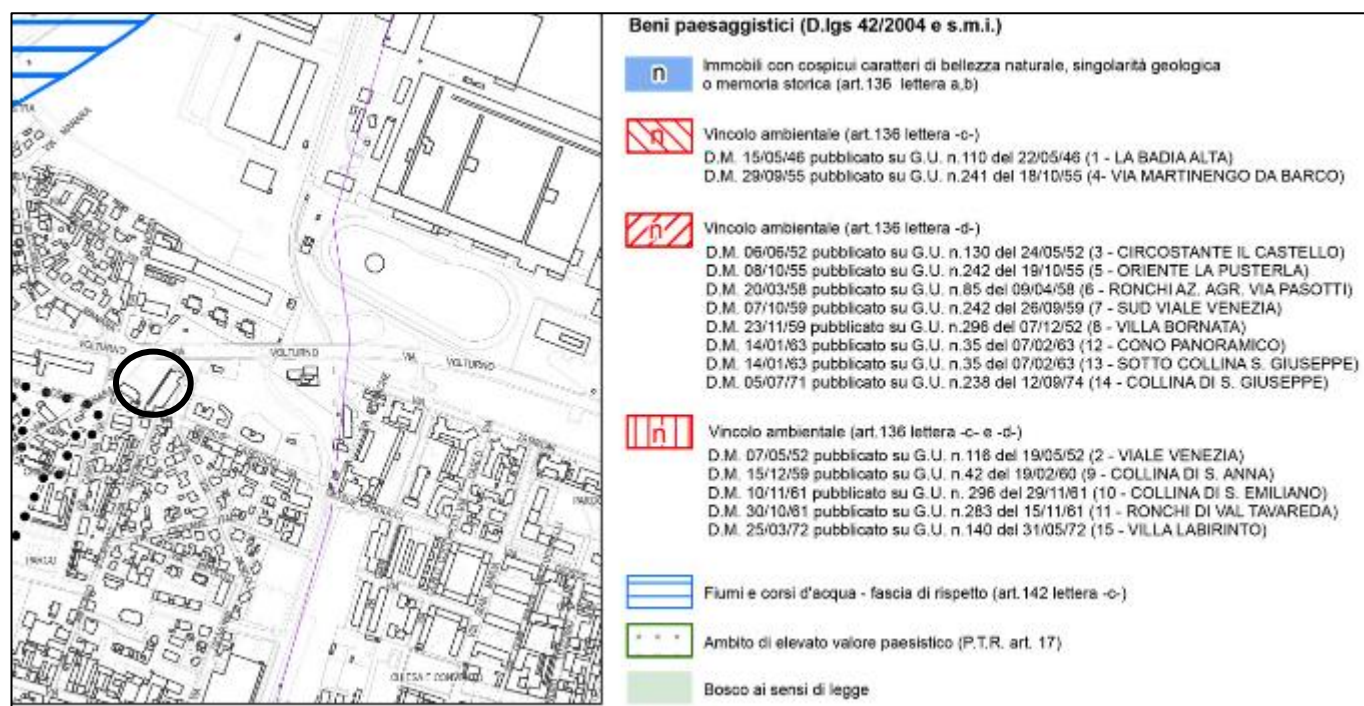 MANARA
VOLTURNO
VOLTURNO
VIA
VOLTURNO
CHIESA E CONVENTO
Beni paesaggistici (D.lgs 42/2004 e s.m.i.)
n
Immobili con cospicui caratteri di bellezza naturale, singolarità geologica
o memoria storica (art.136 lettera a,b)
n
Vincolo ambientale (art.136 lettera -c-)
D.M. 15/05/46 pubblicato su G.U. n.110 del 22/05/46 (1 - LA BADIA ALTA)
D.M. 29/09/55 pubblicato su G.U. n.241 del 18/10/55 (4- VIA MARTINENGO DA BARCO)
n
Vincolo ambientale (art.136 lettera -d-)
D.M. 06/06/52 pubblicato su G.U. n.130 del 24/05/52 (3 - CIRCOSTANTE IL CASTELLO)
D.M. 08/10/55 pubblicato su G.U. n.242 del 19/10/55 (5 - ORIENTE LA PUSTERLA)
D.M. 20/03/58 pubblicato su G.U. n.85 del 09/04/58 (6 - RONCHI AZ. AGR. VIA PASOTTI)
D.M. 07/10/59 pubblicato su G.U. n.242 del 26/09/59 (7 - SUD VIALE VENEZIA)
D.M. 23/11/59 pubblicato su G.U. n.296 del 07/12/52 (8 - VILLA BORNATA)
D.M. 14/01/63 pubblicato su G.U. n.35 del 07/02/63 (12 - CONO PANORAMICO)
D.M. 14/01/63 pubblicato su G.U. n.35 del 07/02/63 (13 - SOTTO COLLINA S. GIUSEPPE)
D.M. 05/07/71 pubblicato su G.U. n.238 del 12/09/74 (14 - COLLINA DI S. GIUSEPPE)
n
Vincolo ambientale (art.136 lettera -c- e -d-)
D.M. 07/05/52 pubblicato su G.U. n.116 del 19/05/52 (2 - VIALE VENEZIA)
D.M. 15/12/59 pubblicato su G.U. n.42 del 19/02/60 (9 - COLLINA DI S. ANNA)
D.M. 10/11/61 pubblicato su G.U. n. 296 del 29/11/61 (10 - COLLINA DI S. EMILIANO)
D.M. 30/10/61 pubblicato su G.U. n.283 del 15/11/61 (11 - RONCHI DI VAL TAVAREDA)
D.M. 25/03/72 pubblicato su G.U. n.140 del 31/05/72 (15 - VILLA LABIRINTO)
Fiumi e corsi d'acqua - fascia di rispetto (art.142 lettera -c-)
Ambito di elevato valore paesistico (P.T.R. art. 17)
Bosco ai sensi di legge